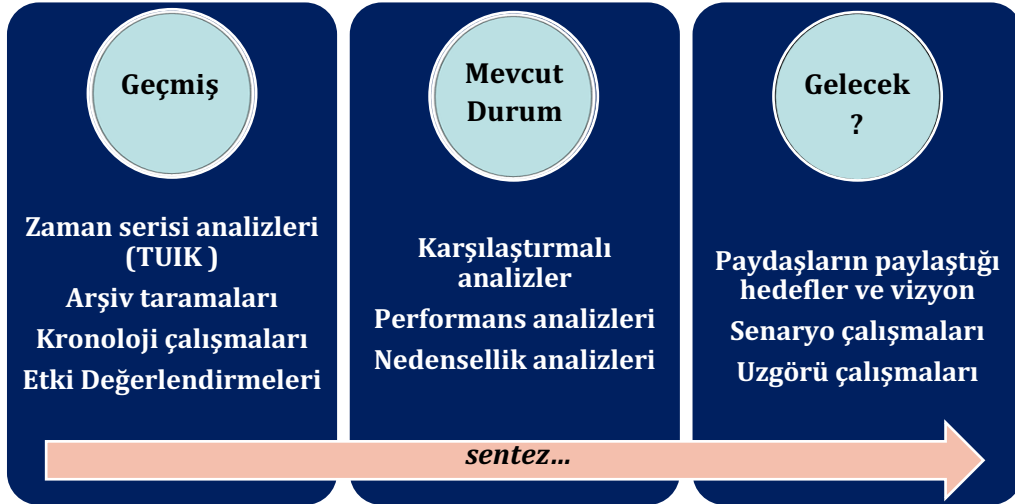 Geçmiş
Zaman serisi analizleri
(TUIK )
Arşiv taramaları
Kronoloji çalışmaları
Etki Değerlendirmeleri
Mevcut
Durum
Karşılaştırmalı
analizler
Performans analizleri
Nedensellik analizleri
Gelecek
?
Paydaşların paylaştığı
hedefler ve vizyon
Senaryo çalışmaları
Uzgörü çalışmaları
sentez…